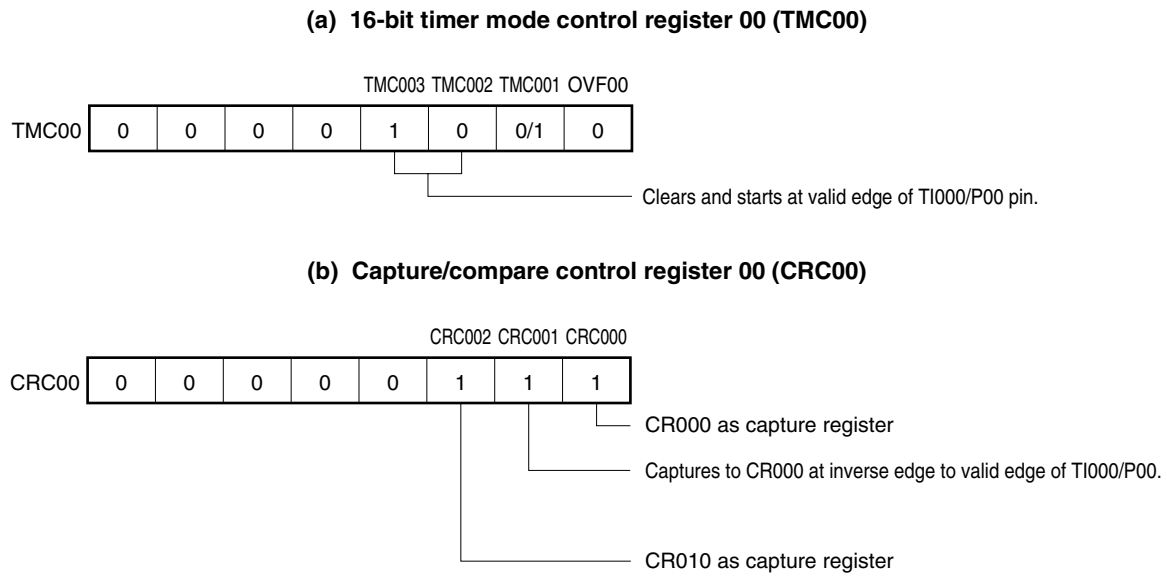 (a) 16-bit timer mode control register 00 (TMC00)
TMC003 TMC002 TMC001 OVF00
TMC00 0 0 0 0 1 0 0/1 0
Clears and starts at valid edge of TI000/P00 pin.
(b) Capture/compare control register 00 (CRC00)
CRC002 CRC001 CRC000
CRC00 0 0 0 0 0 1 1 1
CR000 as capture register
Captures to CR000 at inverse edge to valid edge of TI000/P00.
CR010 as capture register